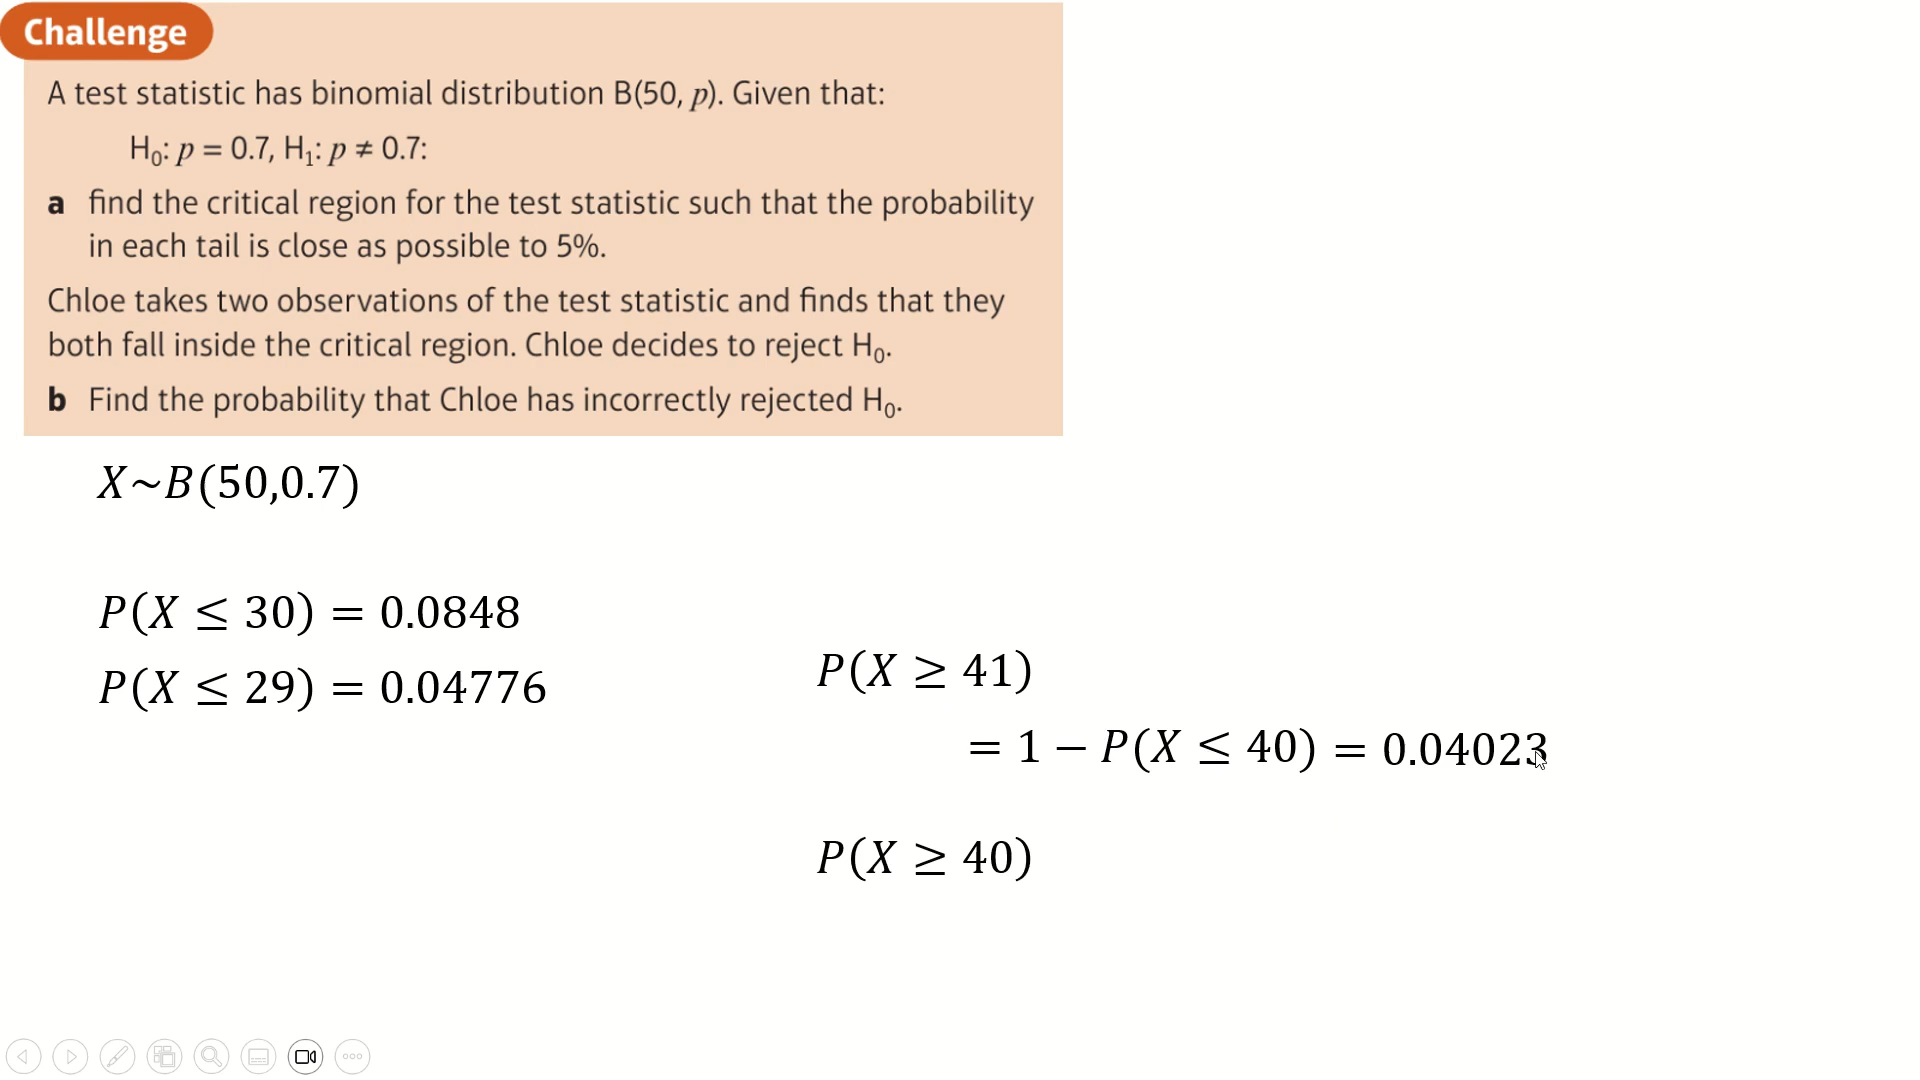 Challenge
A test statistic has binomial distribution B(50, p). Given that:
H₀: p = 0.7, H₁: p ≠ 0.7:
a find the critical region for the test statistic such that the probability
in each tail is close as possible to 5%.
Chloe takes two observations of the test statistic and finds that they
both fall inside the critical region. Chloe decides to reject H₀.
b Find the probability that Chloe has incorrectly rejected H₀.
X~B(50,0.7)
P(X ≤ 30) = 0.0848
P(X ≤ 29) = 0.04776
P(X ≥ 41)
= 1 − P(X ≤ 40) = 0.04023
P(X ≥ 40)